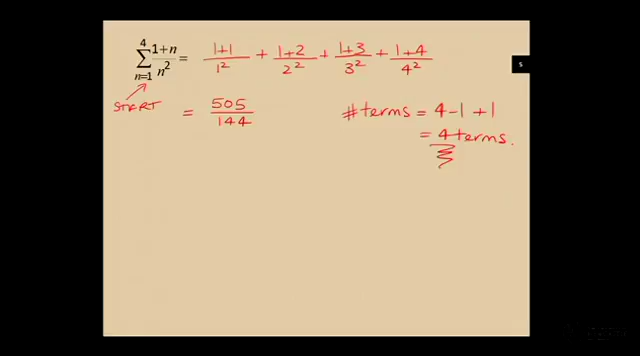 4
∑ 1+n / n² = 1+1 / 1² + 1+2 / 2² + 1+3 / 3² + 1+4 / 4²
n=1
START
= 505 / 144
#terms = 4-1+1
= 4 terms.
5